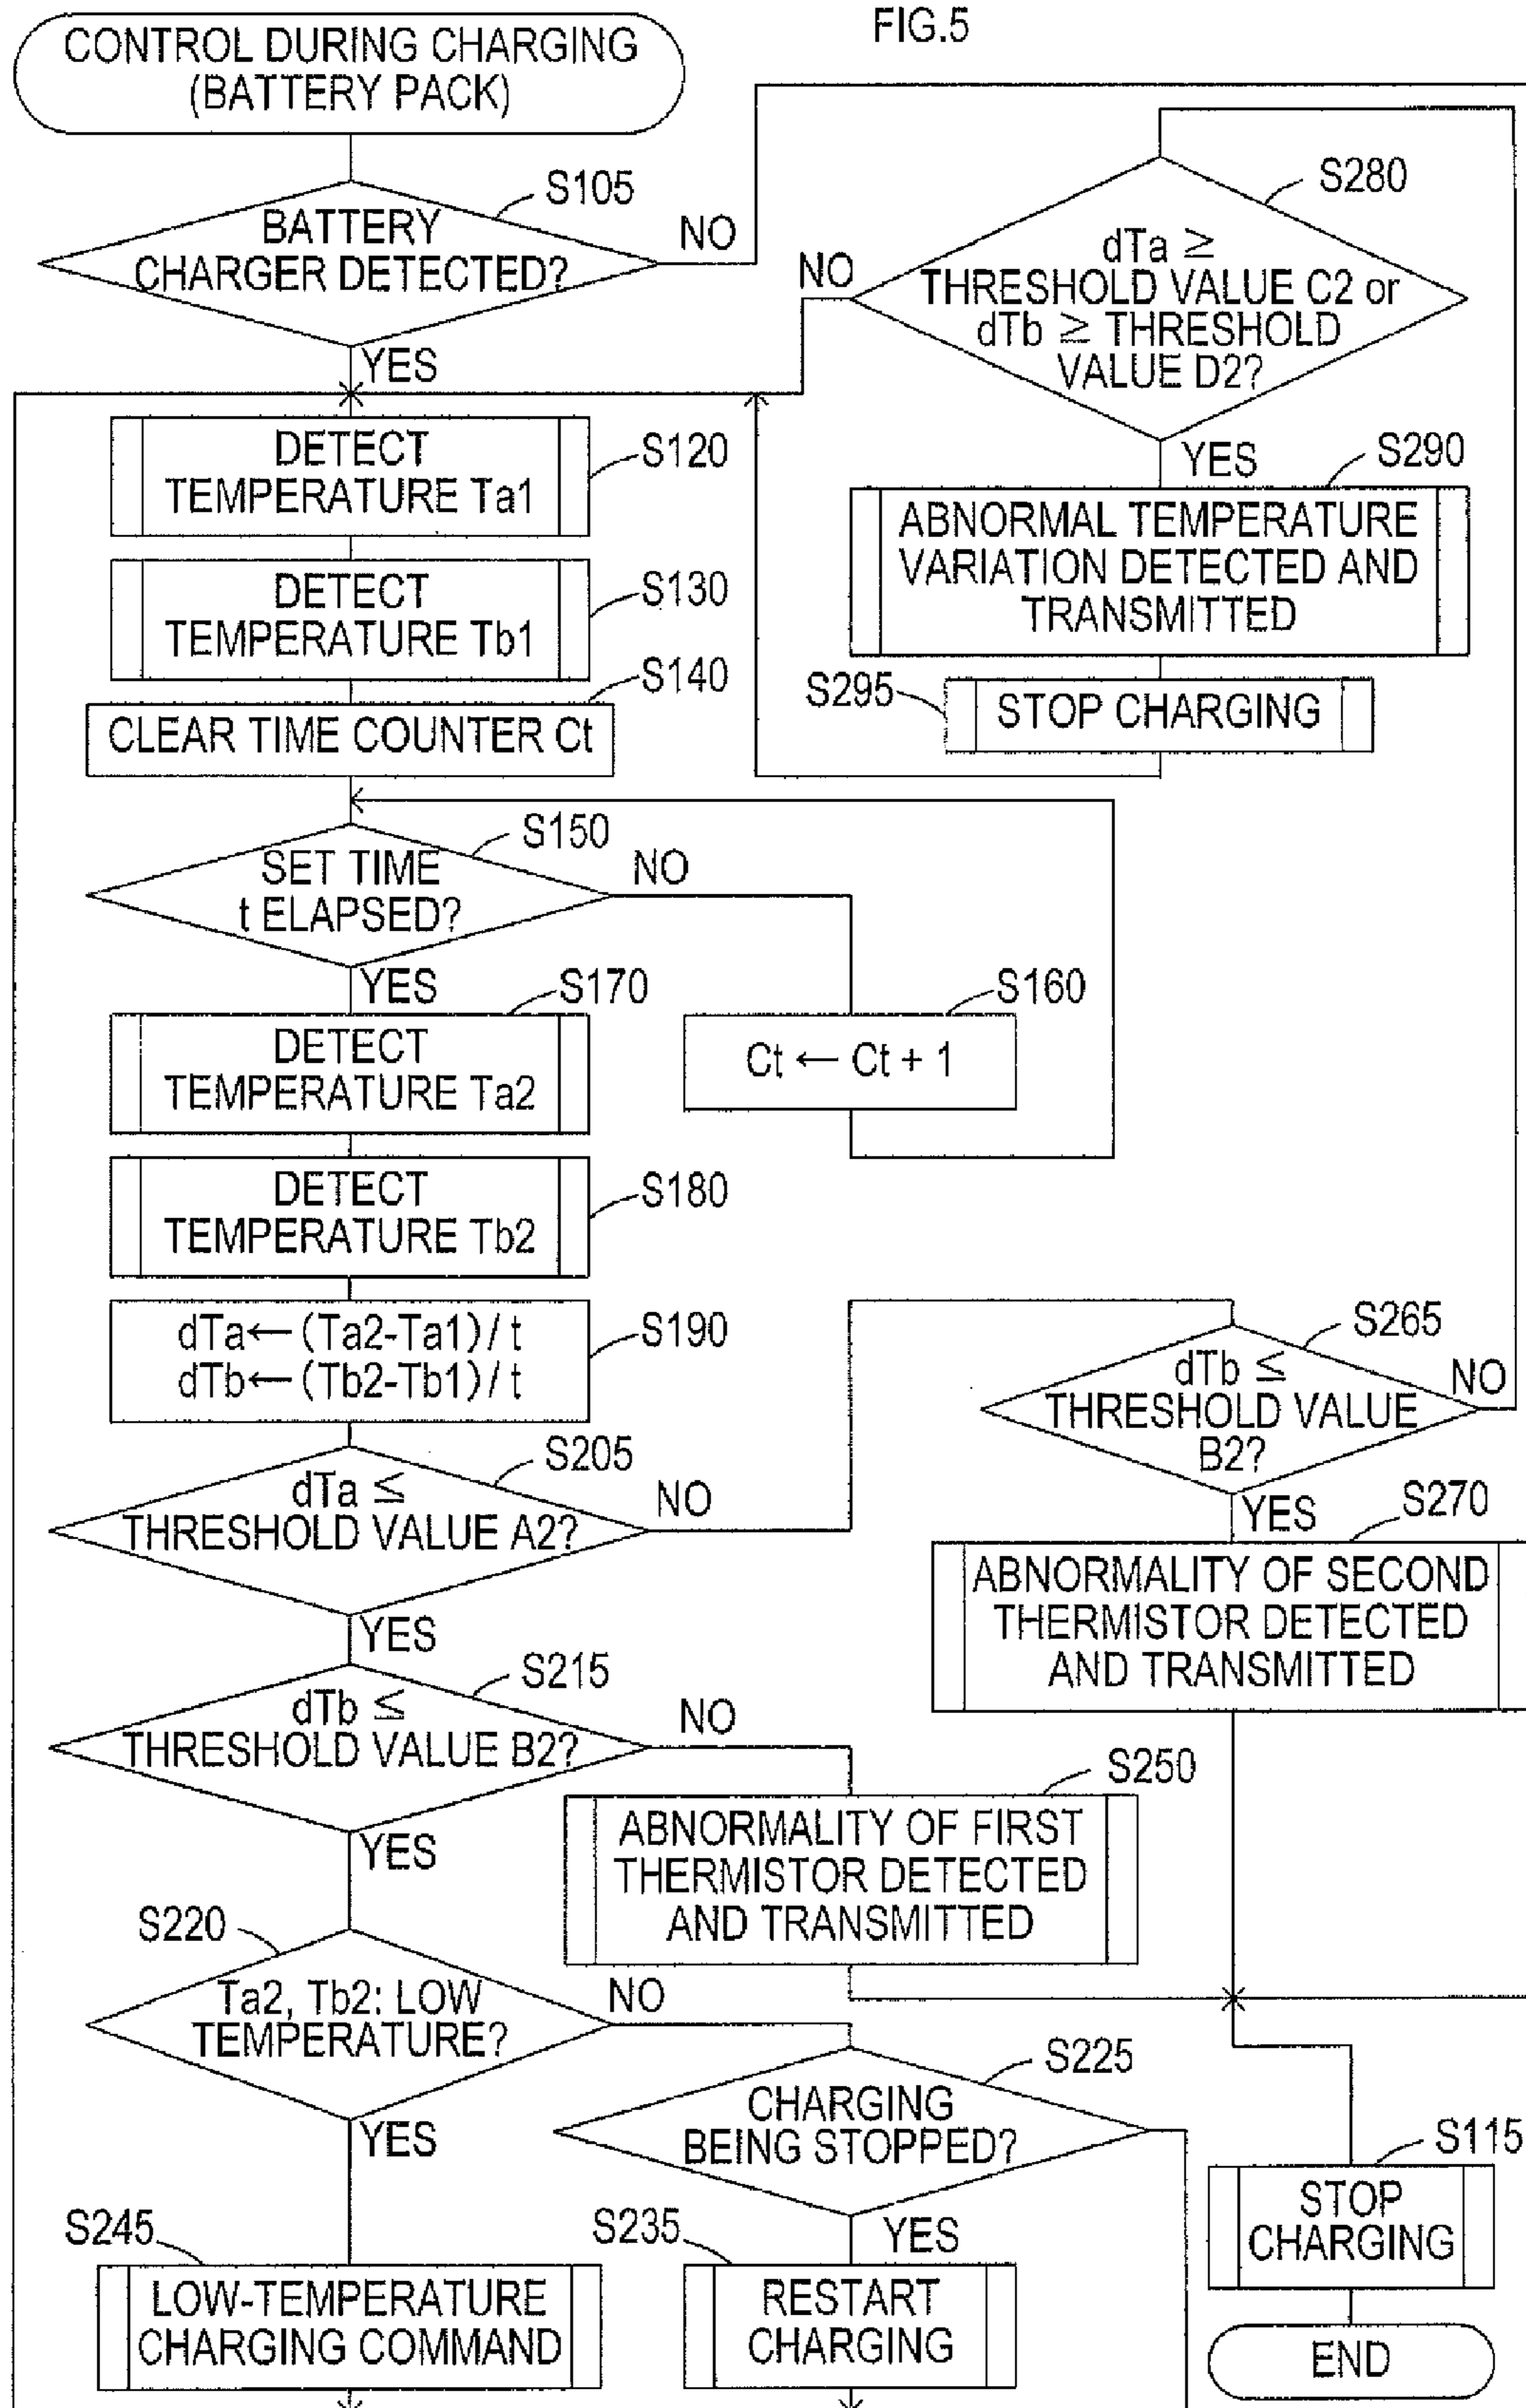 FIG.5
CONTROL DURING CHARGING
(BATTERY PACK)
S105
BATTERY
CHARGER DETECTED?
NO
YES
DETECT
TEMPERATURE Ta1
S120
DETECT
TEMPERATURE Tb1
S130
S140
CLEAR TIME COUNTER Ct
S150
SET TIME
t ELAPSED?
NO
YES
S160
Ct ← Ct + 1
S170
DETECT
TEMPERATURE Ta2
DETECT
TEMPERATURE Tb2
S180
dTa←(Ta2-Ta1)/ t
dTb←(Tb2-Tb1)/ t
S190
S205
dTa ≦
THRESHOLD VALUE A2?
NO
YES
S215
dTb ≦
THRESHOLD VALUE B2?
NO
YES
S250
ABNORMALITY OF FIRST
THERMISTOR DETECTED
AND TRANSMITTED
S220
Ta2, Tb2: LOW
TEMPERATURE?
NO
YES
S225
CHARGING
BEING STOPPED?
YES
S245
LOW-TEMPERATURE
CHARGING COMMAND
S235
RESTART
CHARGING
S280
dTa ≧
THRESHOLD VALUE C2 or
dTb ≧ THRESHOLD
VALUE D2?
NO
YES
S290
ABNORMAL TEMPERATURE
VARIATION DETECTED AND
TRANSMITTED
S295
STOP CHARGING
S265
dTb ≦
THRESHOLD VALUE
B2?
NO
YES
S270
ABNORMALITY OF SECOND
THERMISTOR DETECTED
AND TRANSMITTED
S115
STOP
CHARGING
END